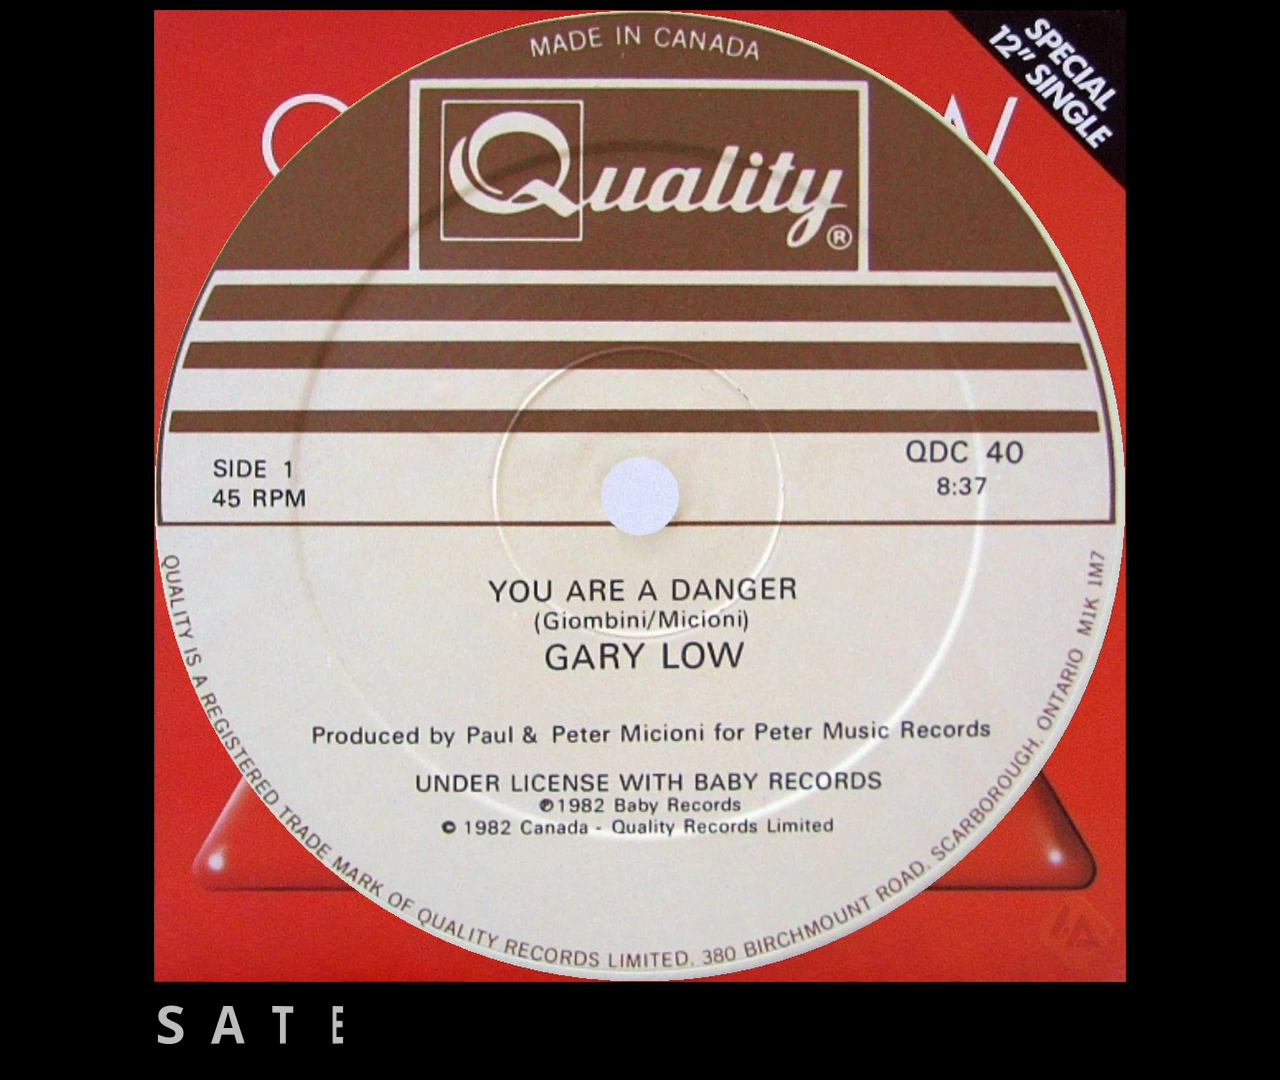 MADE IN CANADA
SPECIAL
12" SINGLE
Quality®
SIDE 1
45 RPM
QDC 40
8:37
YOU ARE A DANGER
(Giombini/Micioni)
GARY LOW
Produced by Paul & Peter Micioni for Peter Music Records
UNDER LICENSE WITH BABY RECORDS
℗1982 Baby Records
© 1982 Canada - Quality Records Limited
QUALITY IS A REGISTERED TRADE MARK OF QUALITY RECORDS LIMITED. 380 BIRCHMOUNT ROAD. SCARBOROUGH. ONTARIO M1K 1M7
S A T E